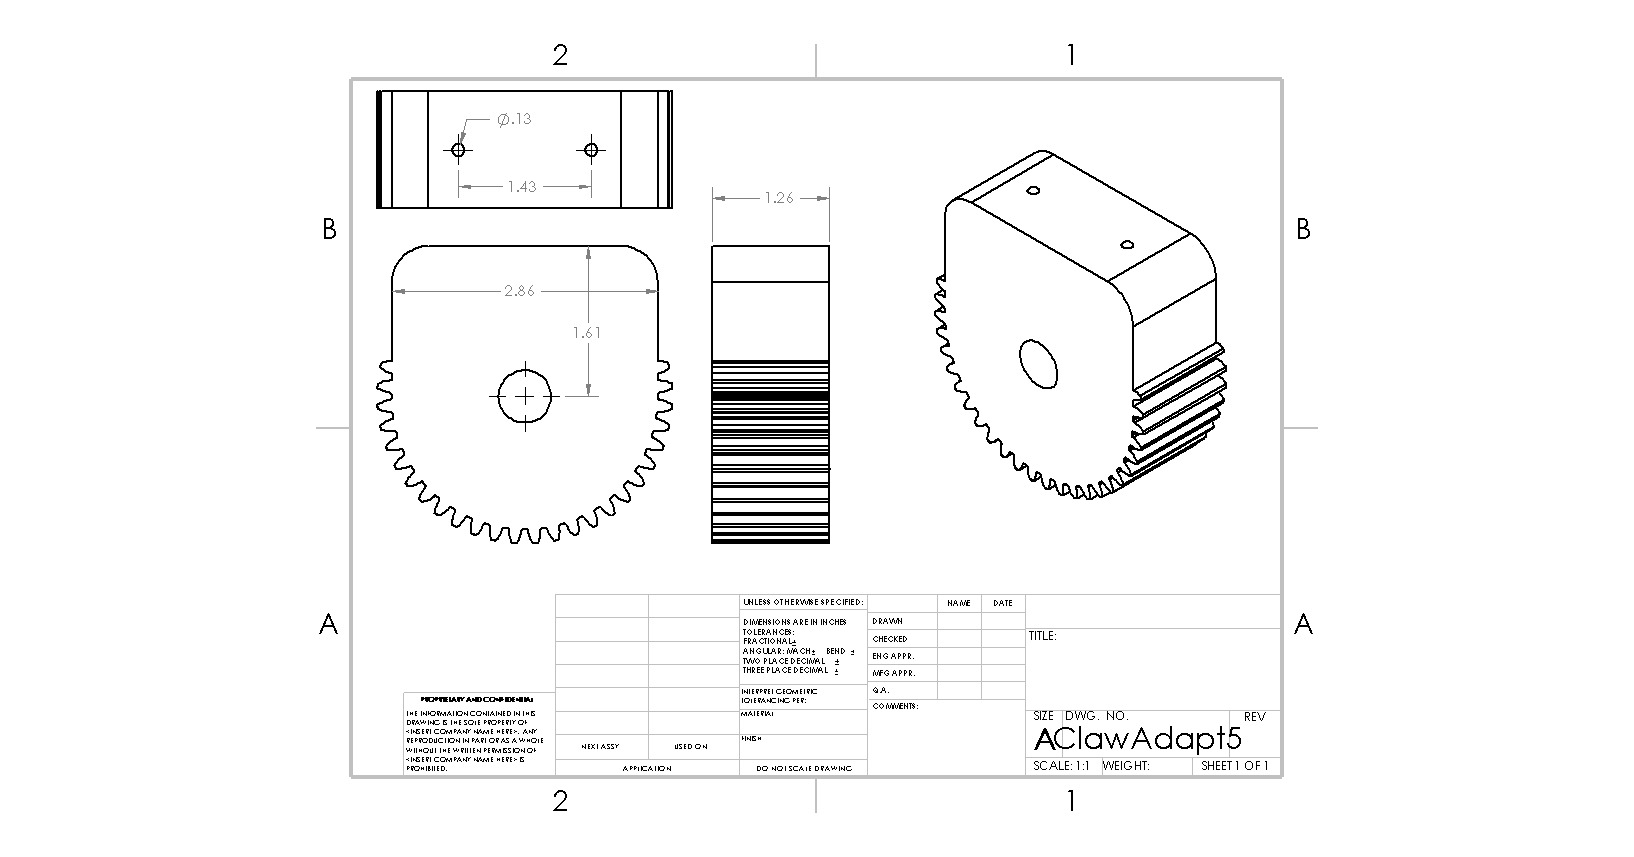 2 1
B B
A A
2 1
Ø.13
1.43
1.26
2.86
1.61
UNLESS OTHERWISE SPECIFIED:
DIMENSIONS ARE IN INCHES
TOLERANCES:
FRACTIONAL±
ANGULAR: MACH± BEND ±
TWO PLACE DECIMAL ±
THREE PLACE DECIMAL ±
INTERPRET GEOMETRIC
TOLERANCING PER:
MATERIAL
FINISH
DO NOT SCALE DRAWING
NAME DATE
DRAWN
CHECKED
ENG APPR.
MFG APPR.
Q.A.
COMMENTS:
TITLE:
SIZE DWG. NO. REV
A ClawAdapt5
SCALE: 1:1 WEIGHT: SHEET 1 OF 1
PROPRIETARY AND CONFIDENTIAL
THE INFORMATION CONTAINED IN THIS
DRAWING IS THE SOLE PROPERTY OF
<INSERT COMPANY NAME HERE>. ANY
REPRODUCTION IN PART OR AS A WHOLE
WITHOUT THE WRITTEN PERMISSION OF
<INSERT COMPANY NAME HERE> IS
PROHIBITED.
NEXT ASSY USED ON
APPLICATION